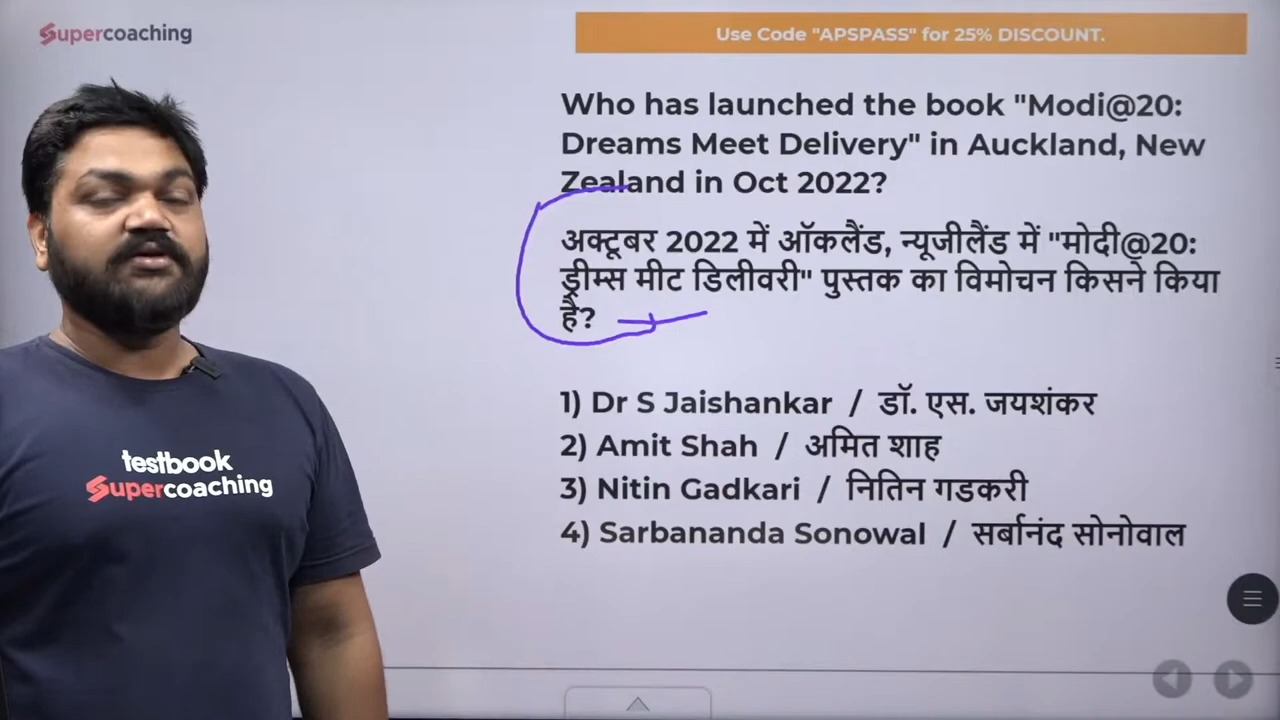 Supercoaching
Use Code "APSPASS" for 25% DISCOUNT.
Who has launched the book "Modi@20:
Dreams Meet Delivery" in Auckland, New
Zealand in Oct 2022?
अक्टूबर 2022 में ऑकलैंड, न्यूजीलैंड में "मोदी@20:
ड्रीम्स मीट डिलीवरी" पुस्तक का विमोचन किसने किया
है?
1) Dr S Jaishankar / डॉ. एस. जयशंकर
2) Amit Shah / अमित शाह
3) Nitin Gadkari / नितिन गडकरी
4) Sarbananda Sonowal / सर्बानंद सोनोवाल
testbook
Supercoaching